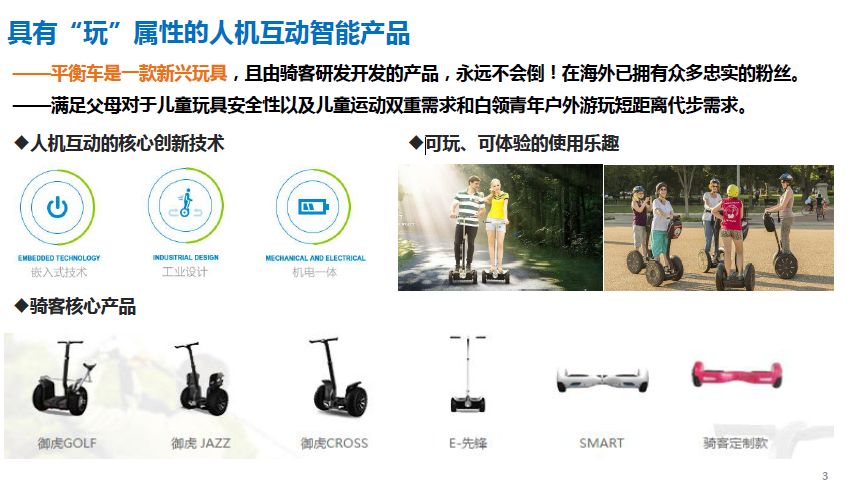 具有“玩”属性的人机互动智能产品
——平衡车是一款新兴玩具，且由骑客研发开发的产品，永远不会倒！在海外已拥有众多忠实的粉丝。
——满足父母对于儿童玩具安全性以及儿童运动双重需求和白领青年户外游玩短距离代步需求。
◆人机互动的核心创新技术
◆可玩、可体验的使用乐趣
EMBEDDED TECHNOLOGY
嵌入式技术
INDUSTRIAL DESIGN
工业设计
MECHANICAL AND ELECTRICAL
机电一体
◆骑客核心产品
御虎GOLF
御虎 JAZZ
御虎CROSS
E-先锋
SMART
骑客定制款
3